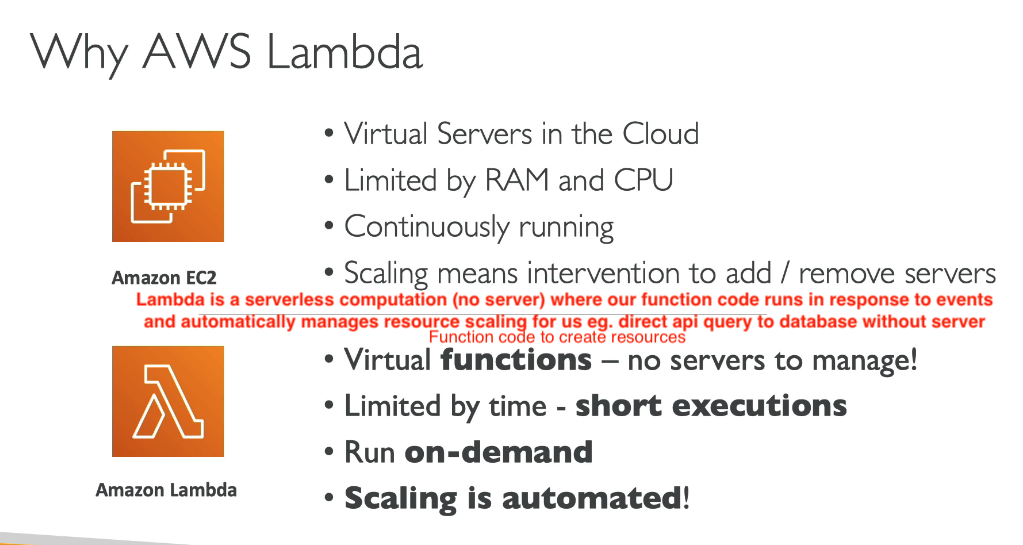 Why AWS Lambda
• Virtual Servers in the Cloud
• Limited by RAM and CPU
• Continuously running
• Scaling means intervention to add / remove servers
Amazon EC2
Lambda is a serverless computation (no server) where our function code runs in response to events
and automatically manages resource scaling for us eg. direct api query to database without server
Function code to create resources
• Virtual functions – no servers to manage!
• Limited by time - short executions
• Run on-demand
• Scaling is automated!
Amazon Lambda